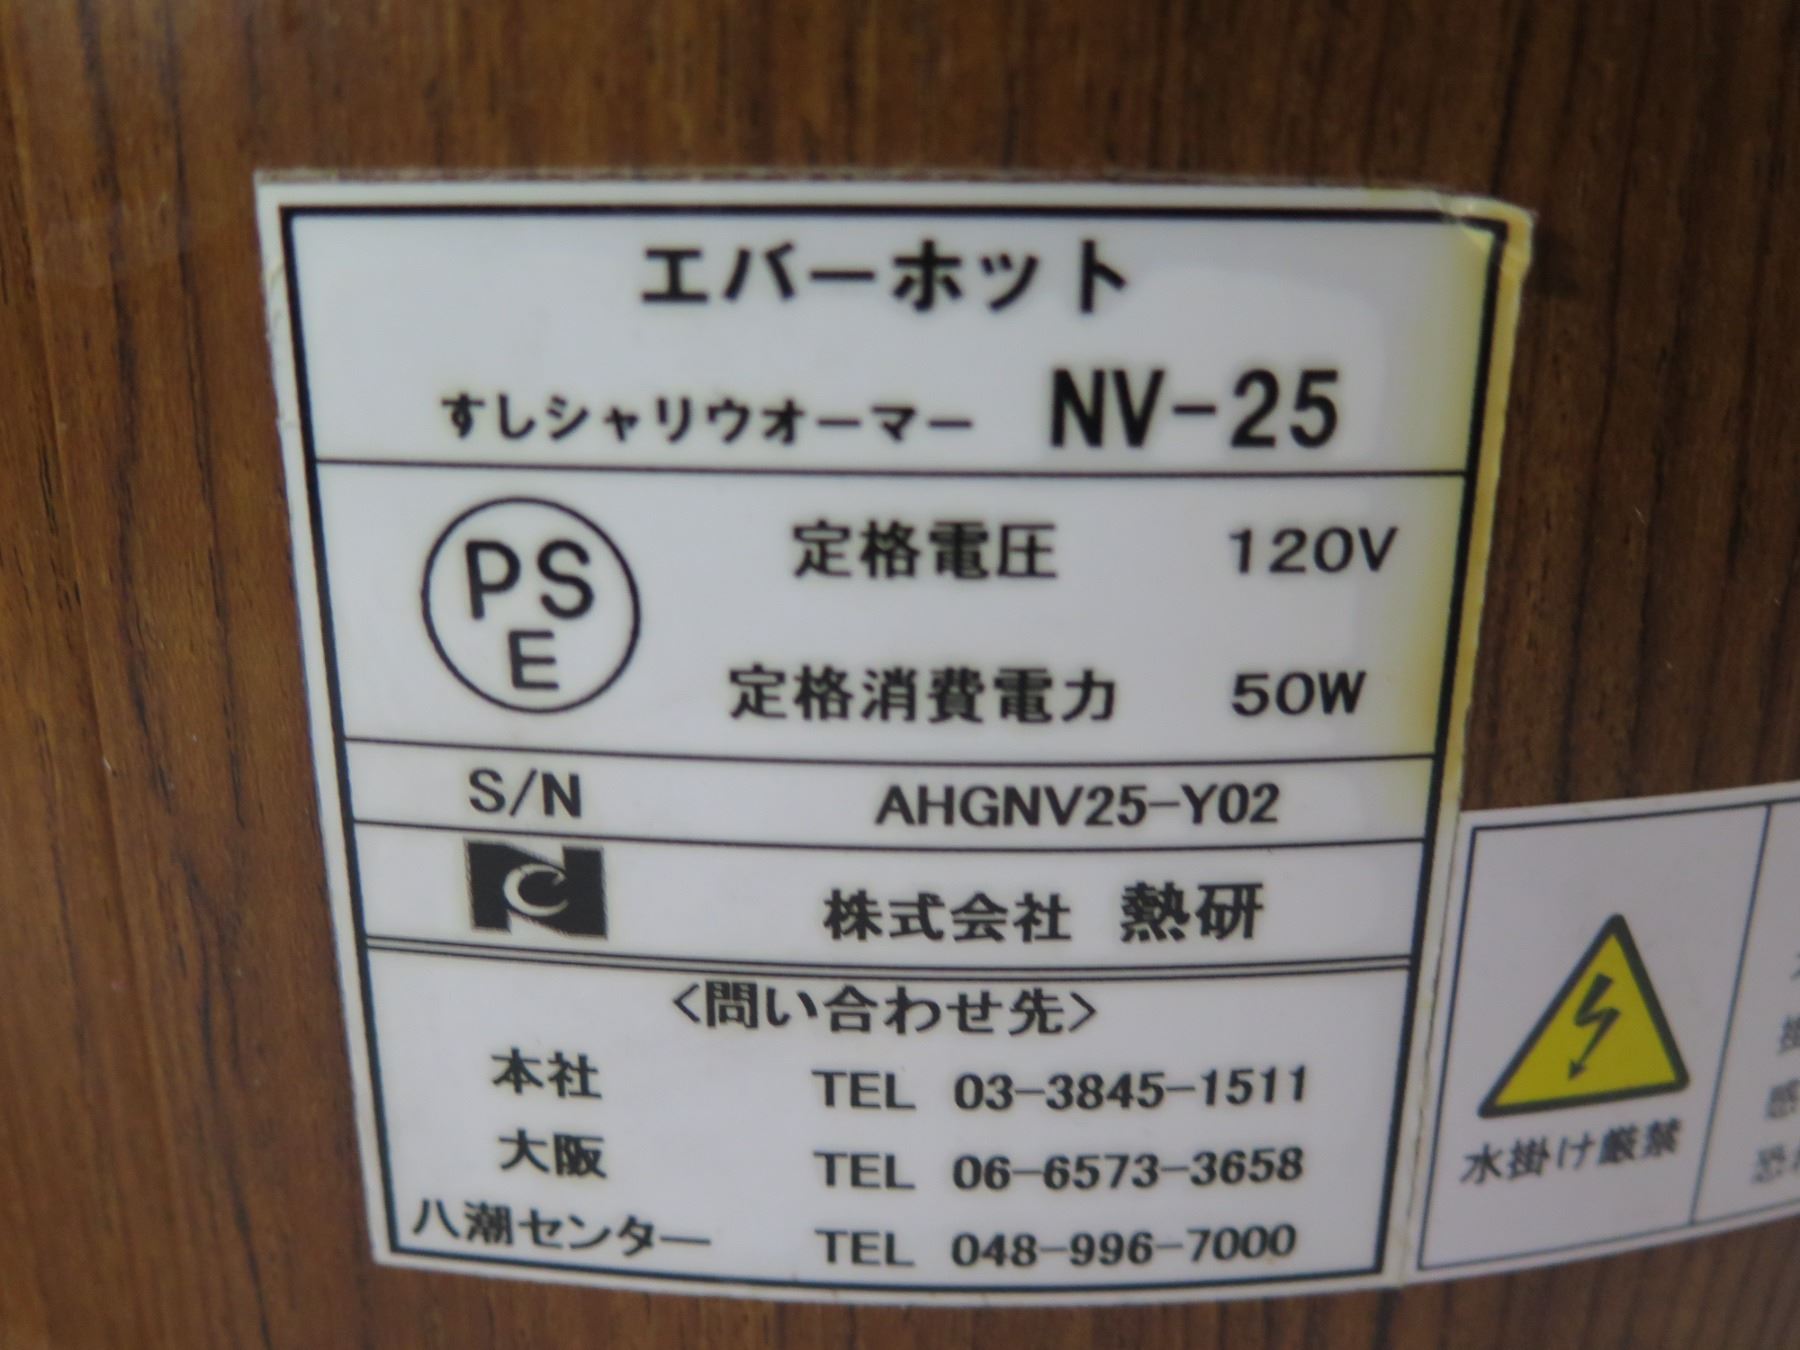 エバーホット
すしシャリウオーマー NV-25
PS
E
定格電圧 120V
定格消費電力 50W
S/N AHGNV25-Y02
株式会社 熱研
<問い合わせ先>
本社 TEL 03-3845-1511
大阪 TEL 06-6573-3658
八潮センター TEL 048-996-7000
水掛け厳禁